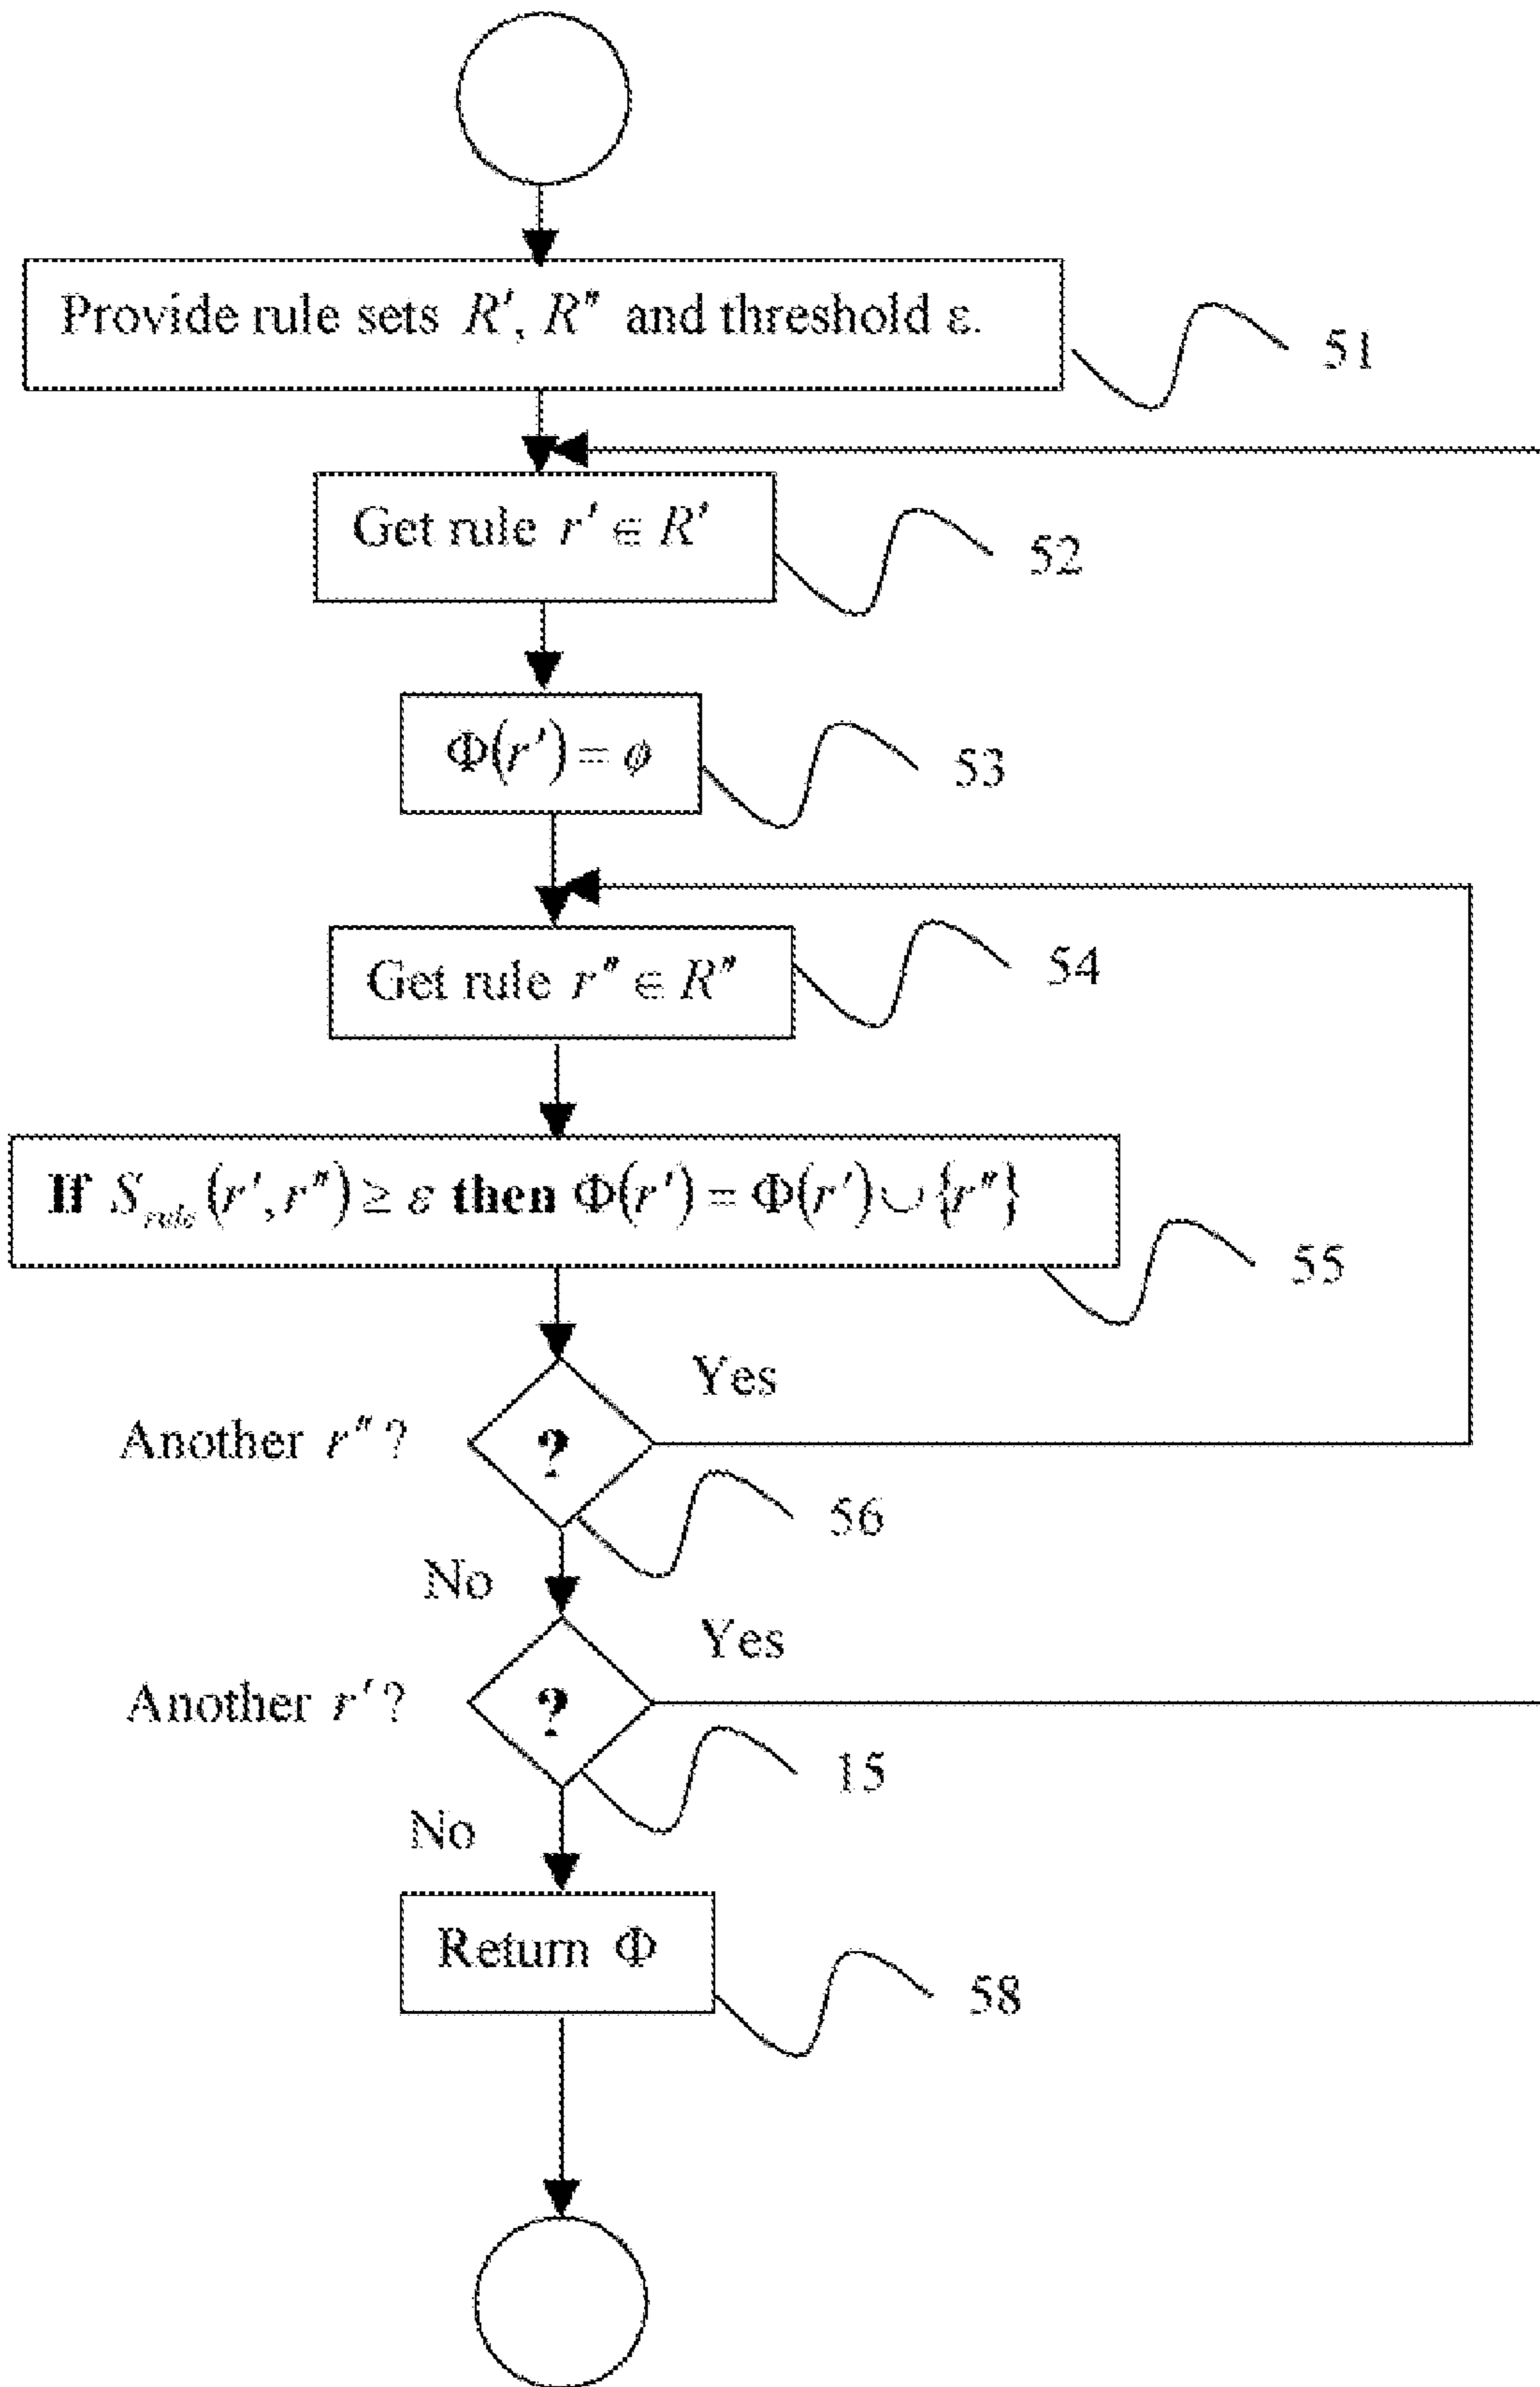 Provide rule sets R′, R″ and threshold ε.
51
Get rule r′ ∈ R′
52
Φ(r′) = ϕ
53
Get rule r″ ∈ R″
54
If S_rule(r′, r″) ≥ ε then Φ(r′) = Φ(r′) ∪ {r″}
55
Yes
Another r″?
?
56
No
Yes
Another r′?
?
15
No
Return Φ
58